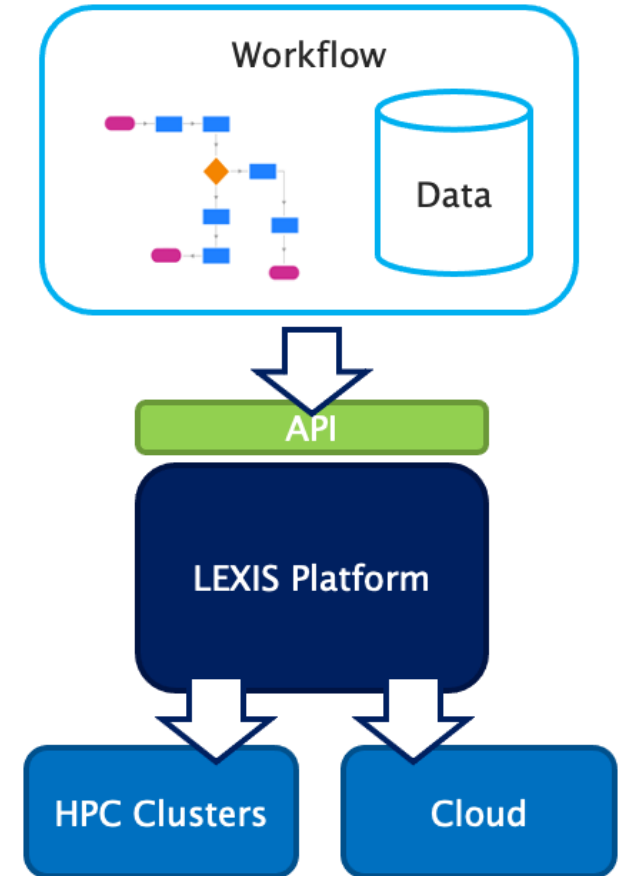 Workflow
Data
API
LEXIS Platform
HPC Clusters
Cloud